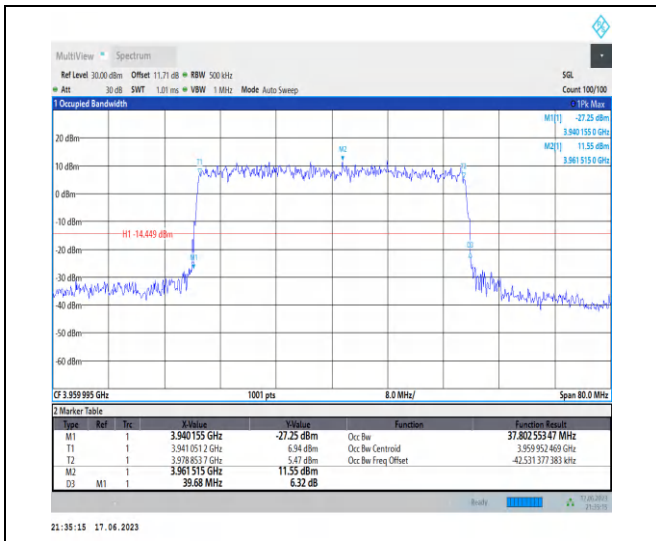 MultiView Spectrum
Ref Level 30.00 dBm Offset 11.71 dB RBW 500 kHz SGL
Att 30 dB SWT 1.01 ms VBW 1 MHz Mode Auto Sweep Count 100/100
1 Occupied Bandwidth 1Pk Max
M1[1] -27.25 dBm
3.940 155 0 GHz
M2[1] 11.55 dBm
3.961 515 0 GHz
20 dBm
M2
T1
10 dBm
0 dBm
-10 dBm
H1 -14.449 dBm
-20 dBm
M1
-30 dBm
-40 dBm
-50 dBm
-60 dBm
CF 3.959 995 GHz 1001 pts 8.0 MHz/ Span 80.0 MHz
2 Marker Table
Type Ref Trc X-Value Y-Value Function Function Result
M1 1 3.940 155 GHz -27.25 dBm Occ Bw 37.802 553 47 MHz
T1 1 3.941 051 2 GHz 6.94 dBm Occ Bw Centroid 3.959 952 469 GHz
T2 1 3.978 853 7 GHz 5.47 dBm Occ Bw Freq Offset -42.531 377 383 kHz
M2 1 3.961 515 GHz 11.55 dBm
D3 M1 1 39.68 MHz 6.32 dB
Ready 17.06.2023
21:35:15
21:35:15 17.06.2023